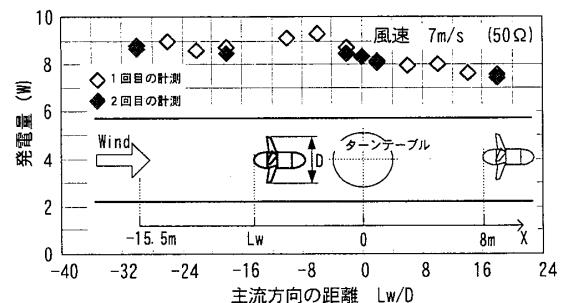 風速 7m/s (50Ω)
◇ 1回目の計測
◆ 2回目の計測
発電量 (W)
10
8
6
4
2
0
Wind
D
ターンテーブル
-15.5m
Lw
0
8m
X
-40
-32
-24
-16
-8
0
8
16
24
主流方向の距離 Lw/D